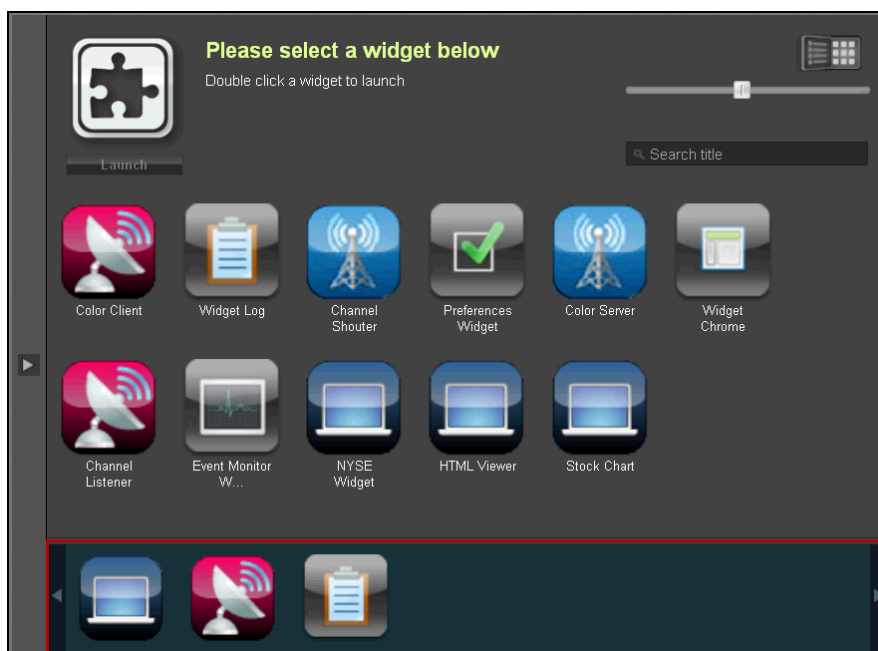 Please select a widget below
Double click a widget to launch
Launch
Search title
Color Client
Widget Log
Channel
Shouter
Preferences
Widget
Color Server
Widget
Chrome
Channel
Listener
Event Monitor
W...
NYSE
Widget
HTML Viewer
Stock Chart